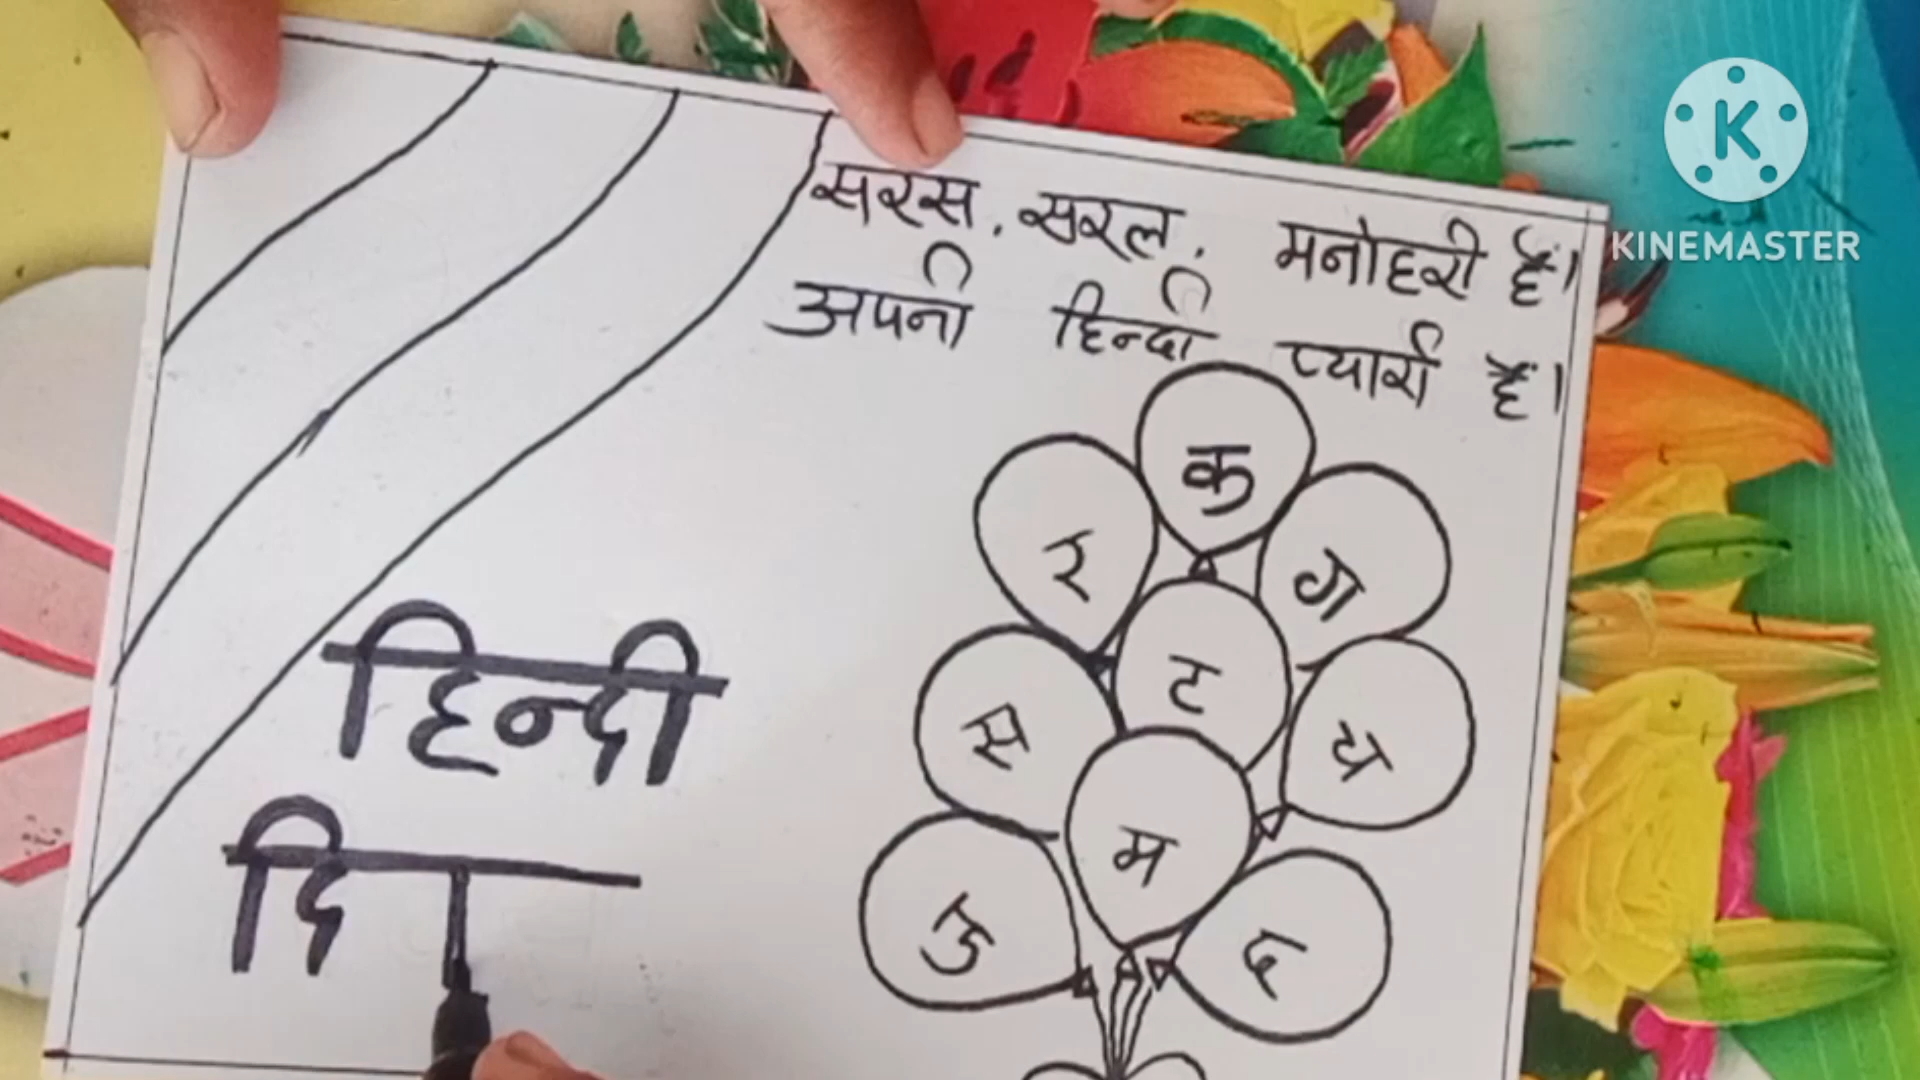 सरस, सरल, मनोहरी हैं।
अपनी हिन्दी प्यारी हैं।
क
र
ग
ट
स
म
ड
द
हिन्दी
दि
K
KINEMASTER